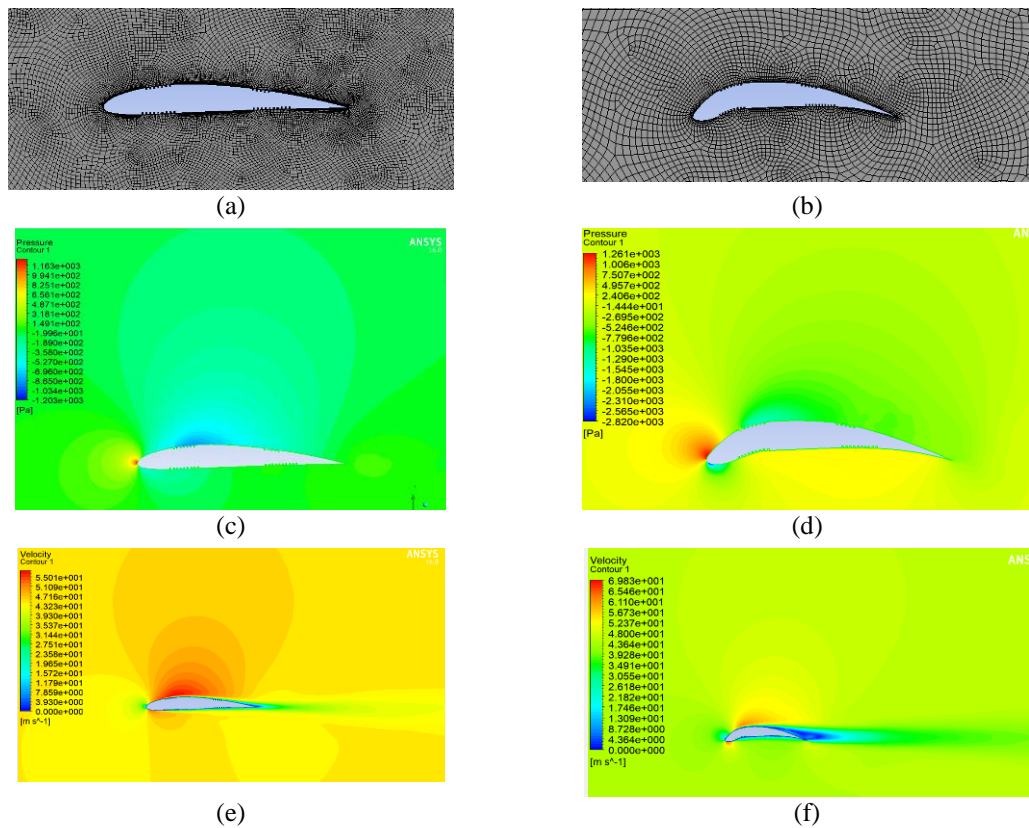 (a)
(b)
Pressure
Contour 1
1.163e+003
9.941e+002
8.251e+002
6.561e+002
4.871e+002
3.181e+002
1.491e+002
-1.996e+001
-1.890e+002
-3.580e+002
-5.270e+002
-6.960e+002
-8.650e+002
-1.034e+003
-1.203e+003
[Pa]
ANSYS
16.0
(c)
Pressure
Contour 1
1.261e+003
1.006e+003
7.507e+002
4.957e+002
2.406e+002
-1.444e+001
-2.695e+002
-5.246e+002
-7.796e+002
-1.035e+003
-1.290e+003
-1.545e+003
-1.800e+003
-2.055e+003
-2.310e+003
-2.565e+003
-2.820e+003
[Pa]
AN
(d)
Velocity
Contour 1
5.501e+001
5.109e+001
4.716e+001
4.323e+001
3.930e+001
3.537e+001
3.144e+001
2.751e+001
2.358e+001
1.965e+001
1.572e+001
1.179e+001
7.859e+000
3.930e+000
0.000e+000
[m s^-1]
ANSYS
16.0
(e)
Velocity
Contour 1
6.983e+001
6.546e+001
6.110e+001
5.673e+001
5.237e+001
4.800e+001
4.364e+001
3.928e+001
3.491e+001
3.055e+001
2.618e+001
2.182e+001
1.746e+001
1.309e+001
8.728e+000
4.364e+000
0.000e+000
[m s^-1]
AN
(f)